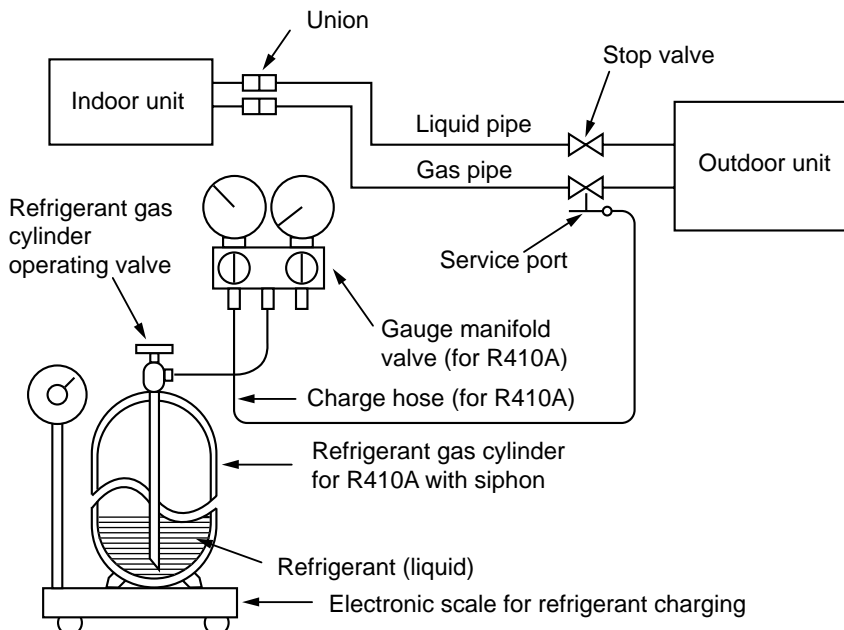 Union
Stop valve
Indoor unit
Liquid pipe
Gas pipe
Outdoor unit
Refrigerant gas
cylinder
operating valve
Service port
Gauge manifold
valve (for R410A)
Charge hose (for R410A)
Refrigerant gas cylinder
for R410A with siphon
Refrigerant (liquid)
Electronic scale for refrigerant charging